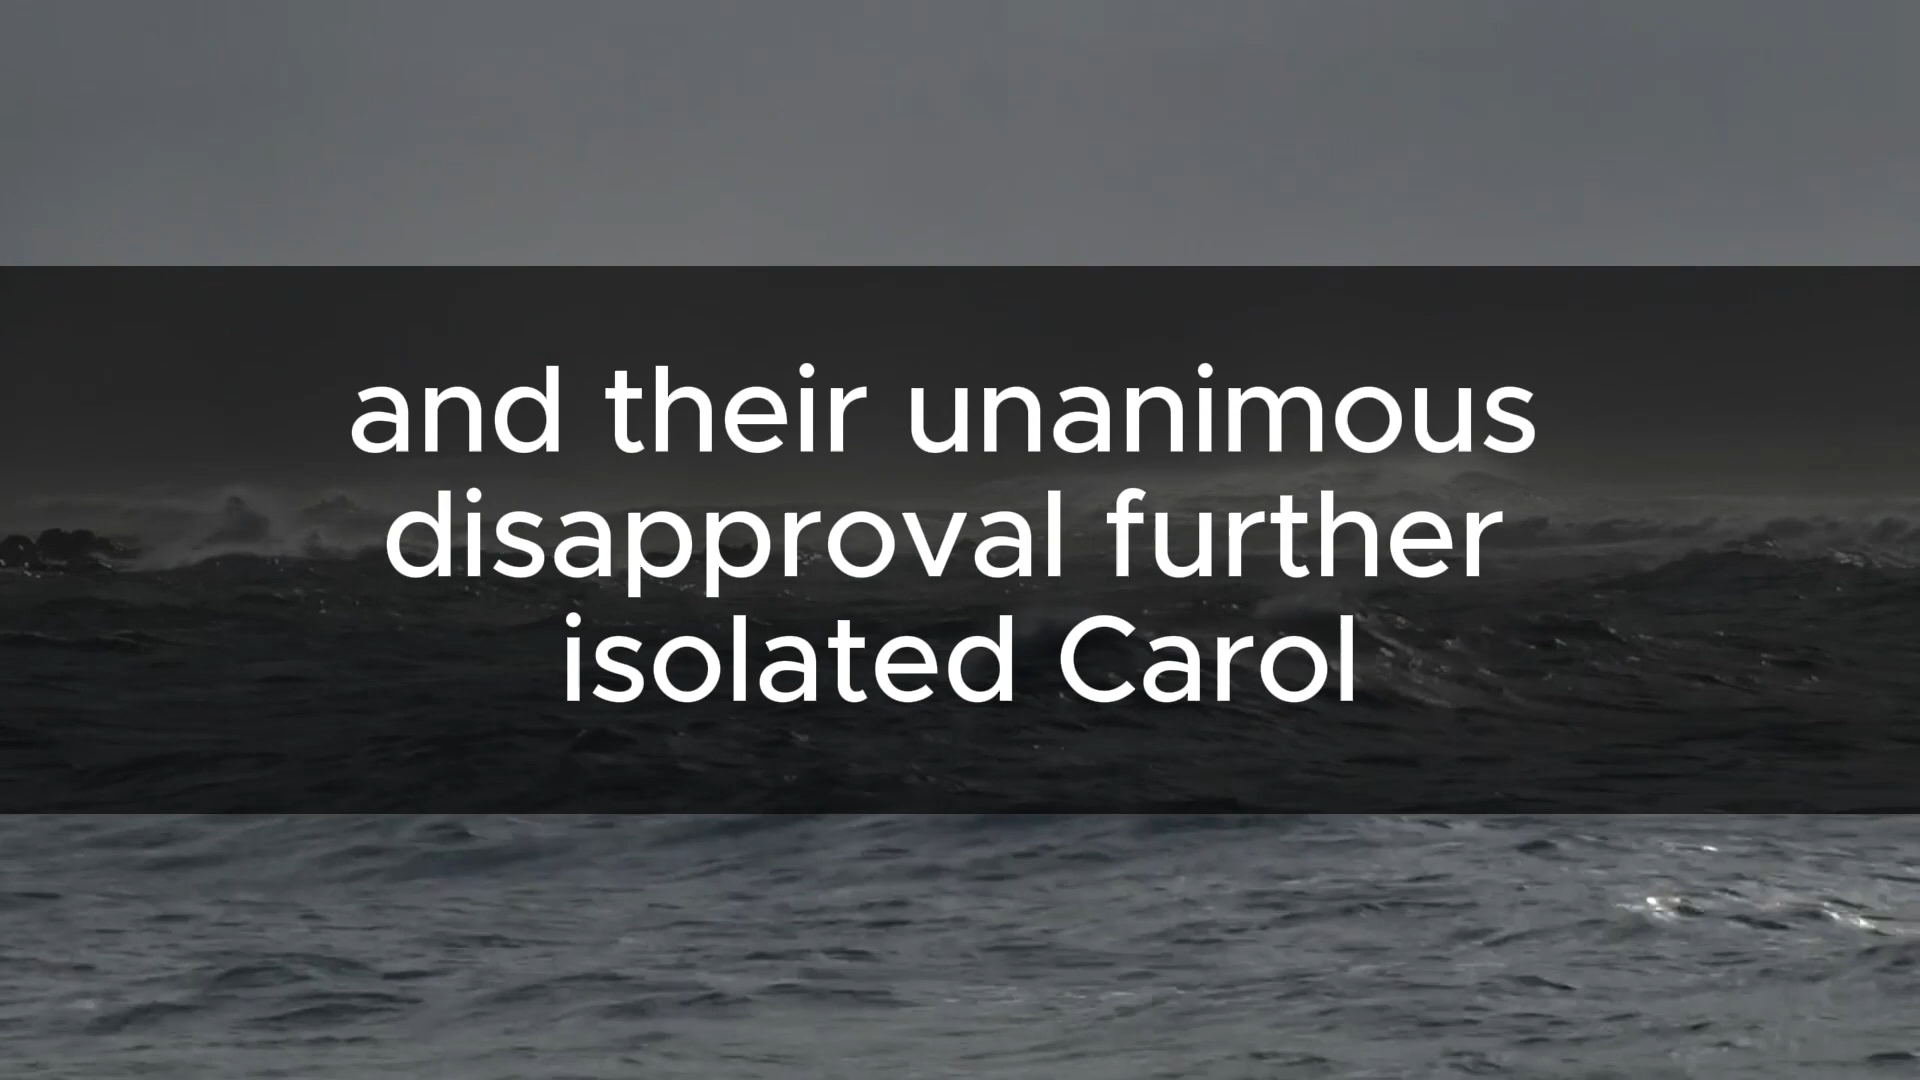 and their unanimous
disapproval further
isolated Carol